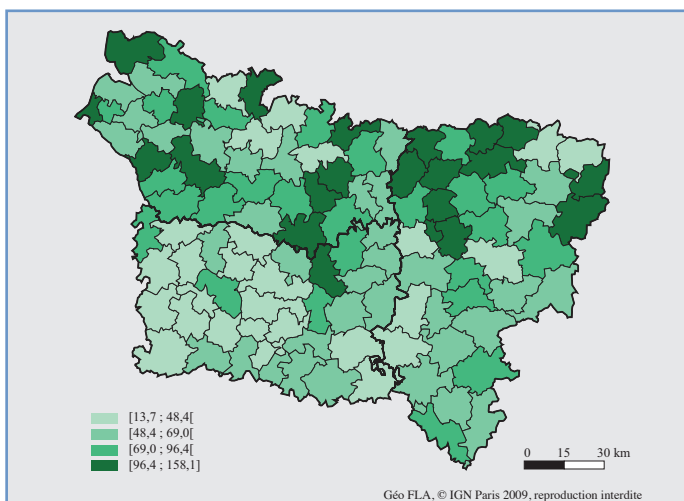 [13,7 ; 48,4[
[48,4 ; 69,0[
[69,0 ; 96,4[
[96,4 ; 158,1]
0 15 30 km
Géo FLA, © IGN Paris 2009, reproduction interdite